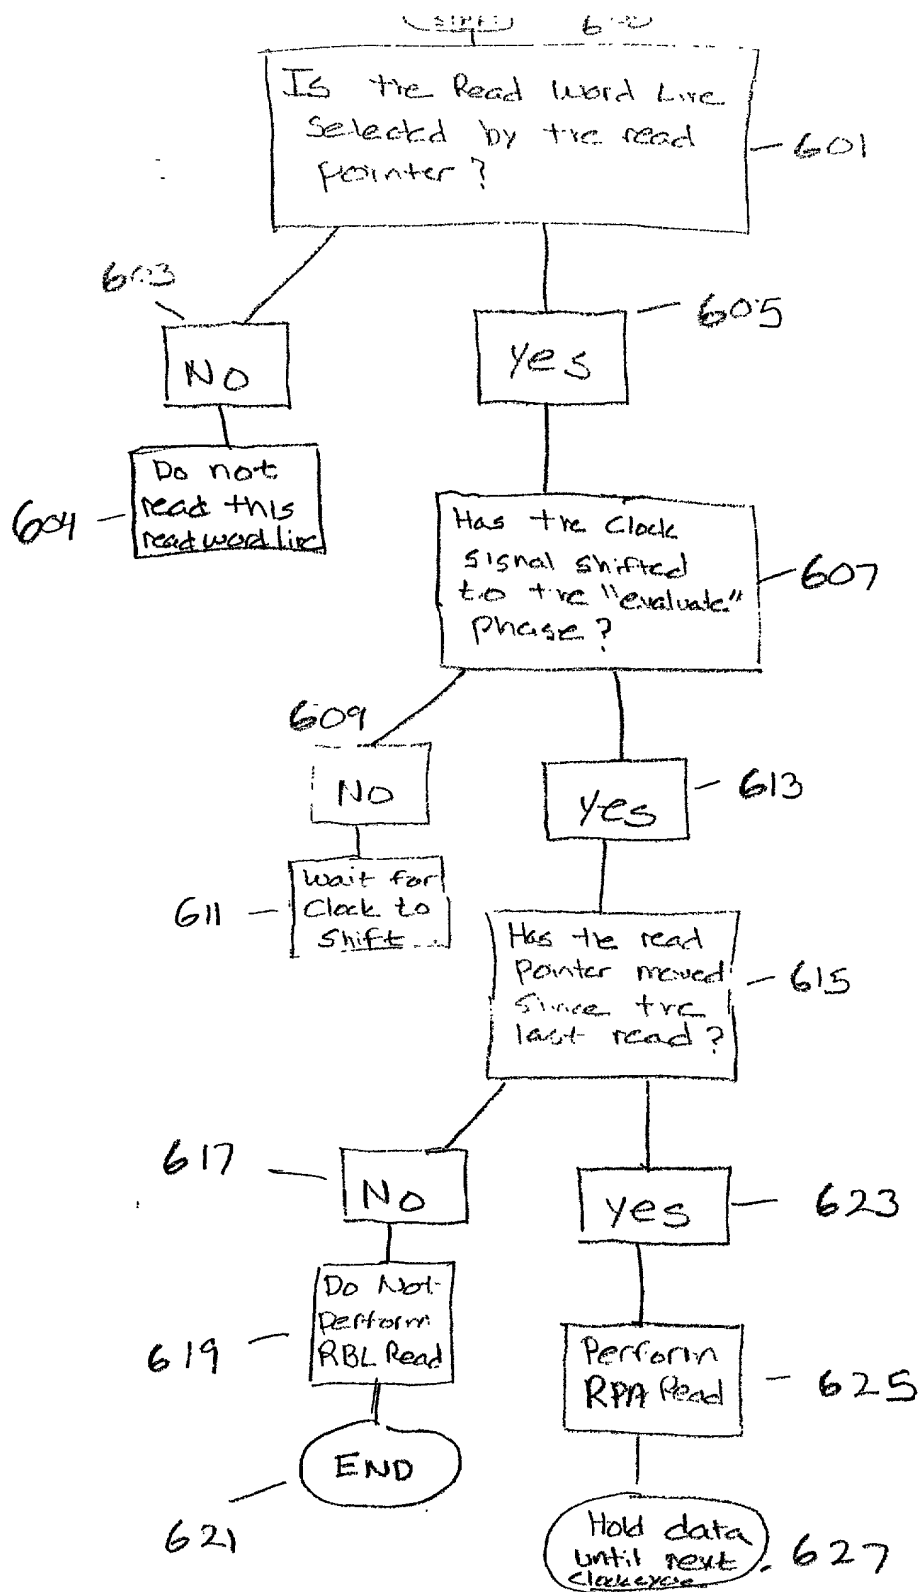 Is the Read Word Line
selected by the read
pointer?
601
603
605
No
Yes
Do not
read this
read word line
604
Has the Clock
signal shifted
to the "evaluate"
phase?
607
609
613
No
Yes
Wait for
Clock to
Shift
611
Has the read
pointer moved
since the
last read?
615
617
623
No
Yes
Do Not
Perform
RBL Read
619
Perform
RPA Read
625
END
621
Hold data
until next
Clock cycle
627